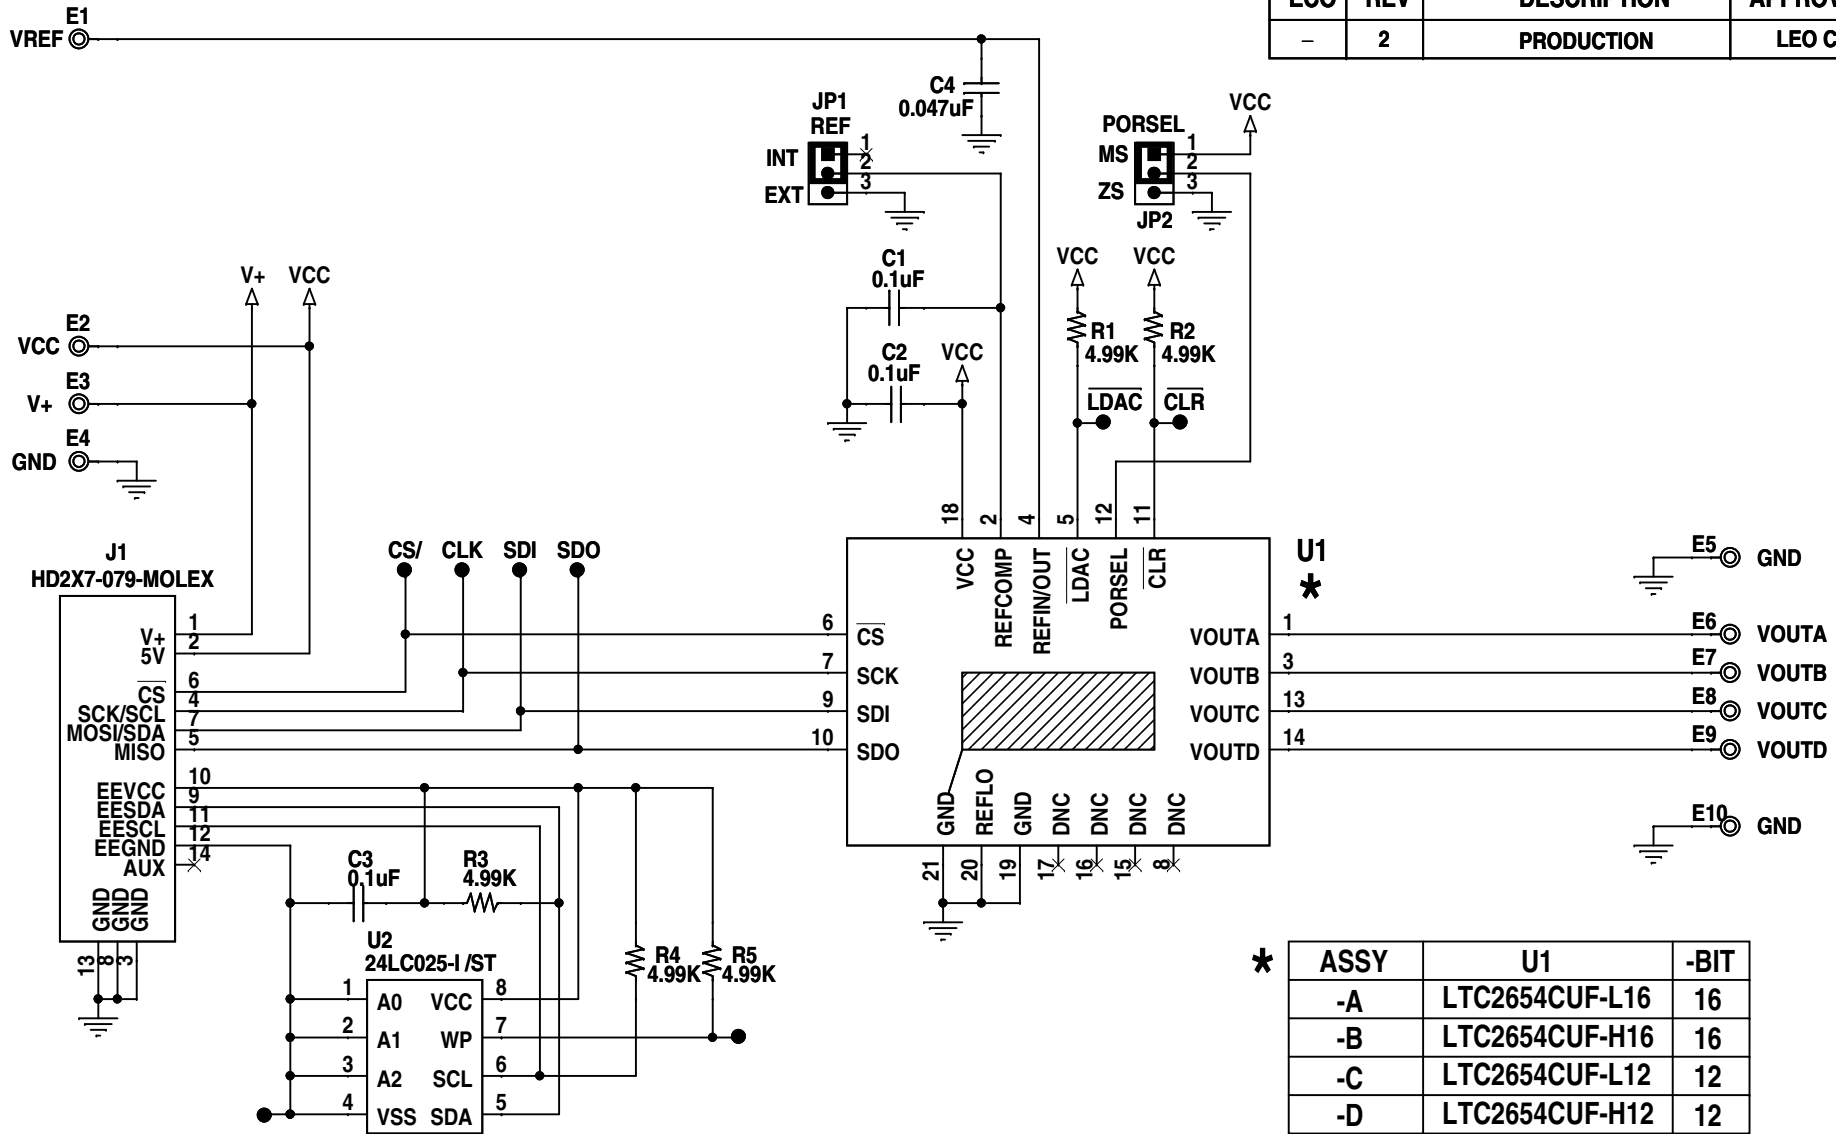 E1
VREF
ECO REV DESCRIPTION
– 2 PRODUCTION LEO C
C4
0.047uF
JP1
REF
INT
EXT
1
2
3
PORSEL
MS
ZS
1
2
3
JP2
VCC
C1
0.1uF
C2
0.1uF
VCC
VCC
VCC
R1
4.99K
R2
4.99K
LDAC
CLR
V+
VCC
E2
VCC
E3
V+
E4
GND
J1
HD2X7-079-MOLEX
V+ 1
5V 2
CS 6
SCK/SCL 4
MOSI/SDA 7
MISO 5
EEVCC 10
EESDA 9
EESCL 11
EEGND 12
AUX 14
GND GND GND
13 8 3
CS/ CLK SDI SDO
18 2 4 5 12 11
VCC REFCOMP REFIN/OUT LDAC PORSEL CLR
U1
*
6 CS
7 SCK
9 SDI
10 SDO
VOUTA 1
VOUTB 3
VOUTC 13
VOUTD 14
GND REFLO GND DNC DNC DNC DNC
21 20 19 17 16 15 8
E5 GND
E6 VOUTA
E7 VOUTB
E8 VOUTC
E9 VOUTD
E10 GND
C3
0.1uF
R3
4.99K
R4
4.99K
R5
4.99K
U2
24LC025-I /ST
1 A0 VCC 8
2 A1 WP 7
3 A2 SCL 6
4 VSS SDA 5
* ASSY U1 -BIT
-A LTC2654CUF-L16 16
-B LTC2654CUF-H16 16
-C LTC2654CUF-L12 12
-D LTC2654CUF-H12 12